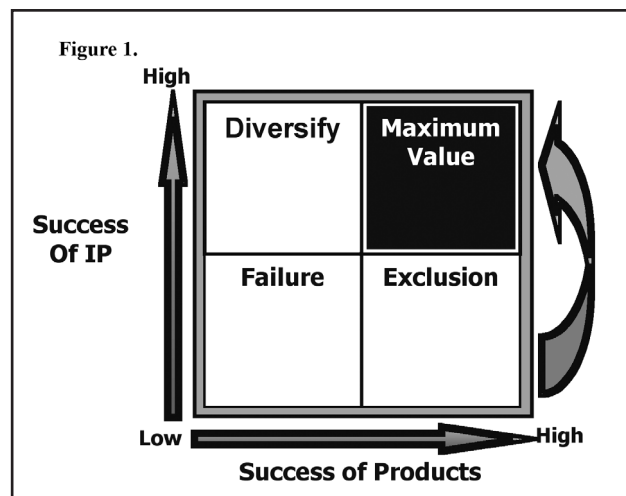 Figure 1.
High
Diversify
Maximum
Value
Success
Of IP
Failure
Exclusion
Low
High
Success of Products